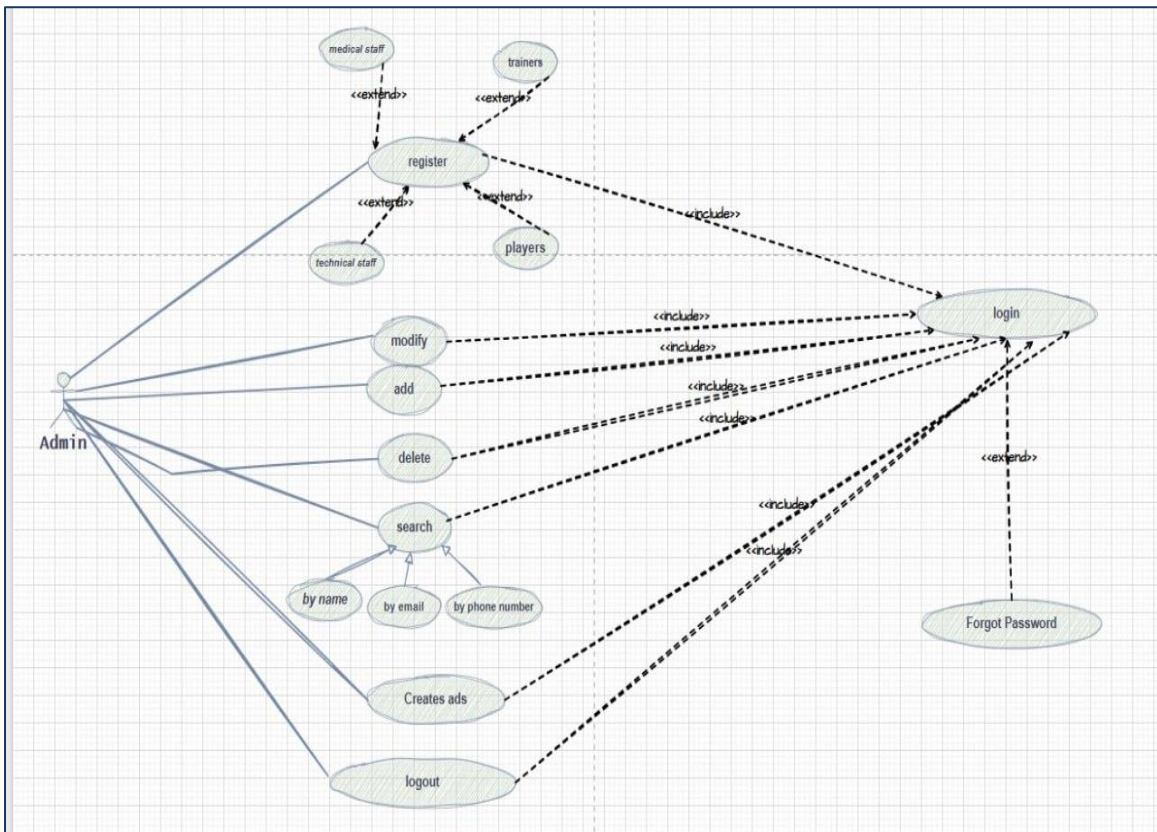 medical staff
trainers
<<extend>>
<<extend>>
register
<<extend>>
<<extend>>
<<include>>
players
technical staff
login
<<include>>
modify
<<include>>
add
<<include>>
Admin
<<include>>
delete
<<extend>>
<<include>>
search
<<include>>
by name
by email
by phone number
Forgot Password
Creates ads
logout